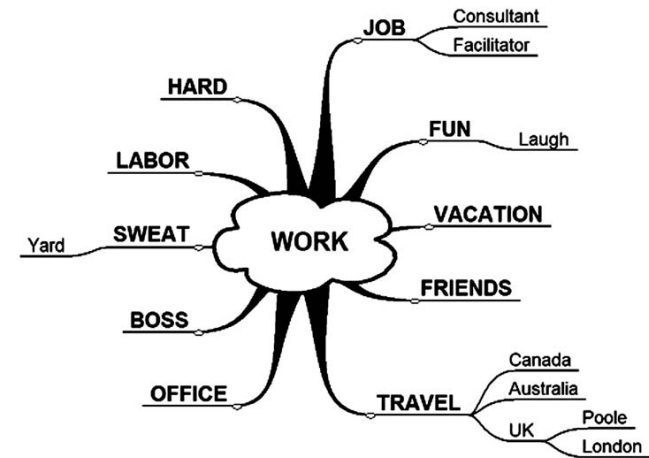 JOB
Consultant
Facilitator
HARD
FUN
Laugh
LABOR
VACATION
WORK
SWEAT
Yard
FRIENDS
BOSS
OFFICE
TRAVEL
Canada
Australia
UK
Poole
London